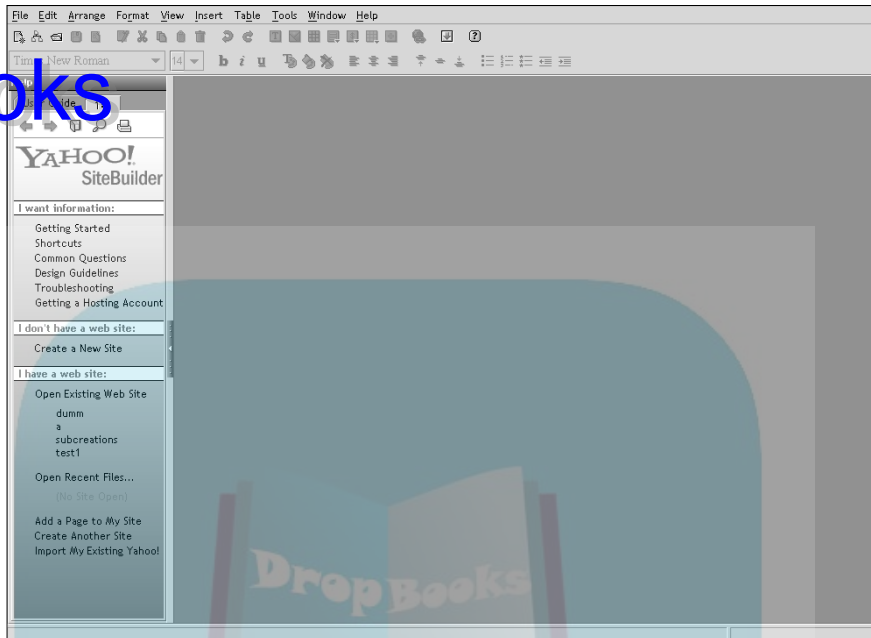 File Edit Arrange Format View Insert Table Tools Window Help
New Roman 14 b i u
oks
Guide
YAHOO!
SiteBuilder
I want information:
Getting Started
Shortcuts
Common Questions
Design Guidelines
Troubleshooting
Getting a Hosting Account
I don't have a web site:
Create a New Site
I have a web site:
Open Existing Web Site
dumm
a
subcreations
test1
Open Recent Files...
(No Site Open)
Add a Page to My Site
Create Another Site
Import My Existing Yahoo!
DropBooks